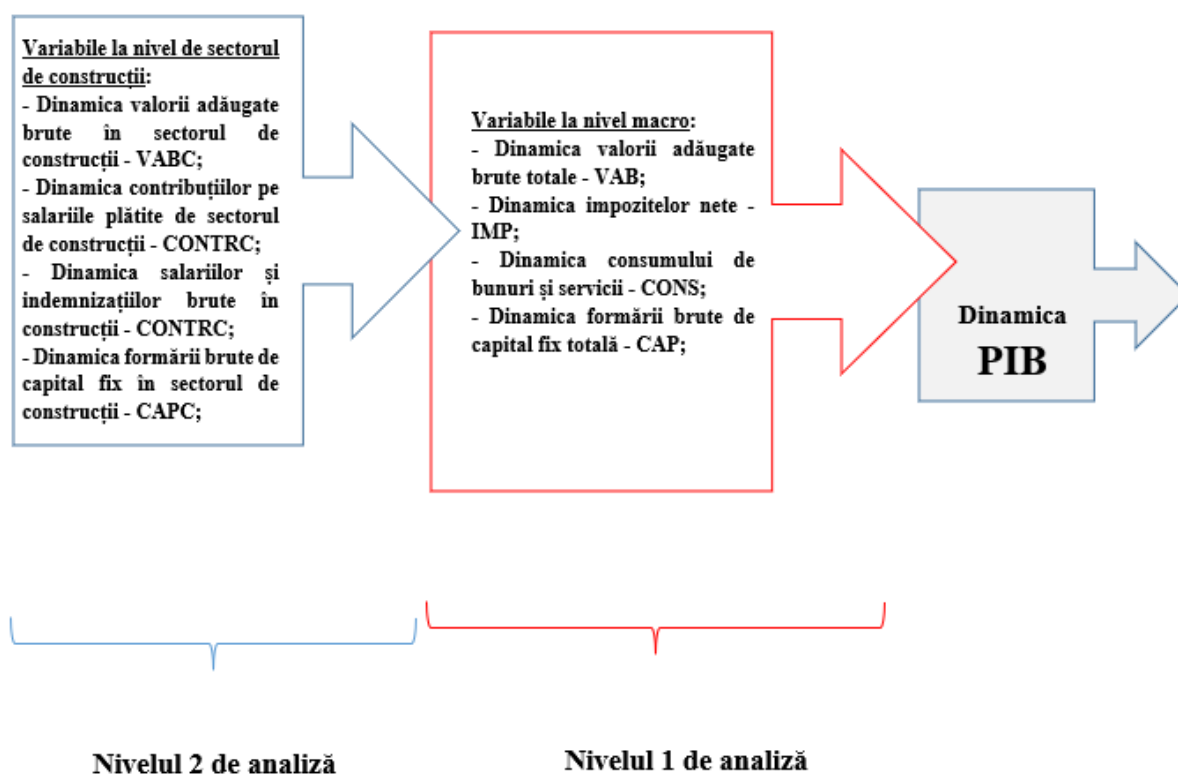 Variabile la nivel de sectorul
de construcții:
- Dinamica valorii adăugate
brute în sectorul de
construcții - VABC;
- Dinamica contribuțiilor pe
salariile plătite de sectorul
de construcții - CONTRC;
- Dinamica salariilor și
indemnizațiilor brute în
construcții - CONTRC;
- Dinamica formării brute de
capital fix în sectorul de
construcții - CAPC;
Variabile la nivel macro:
- Dinamica valorii adăugate
brute totale - VAB;
- Dinamica impozitelor nete -
IMP;
- Dinamica consumului de
bunuri și servicii - CONS;
- Dinamica formării brute de
capital fix totală - CAP;
Dinamica
PIB
Nivelul 2 de analiză
Nivelul 1 de analiză